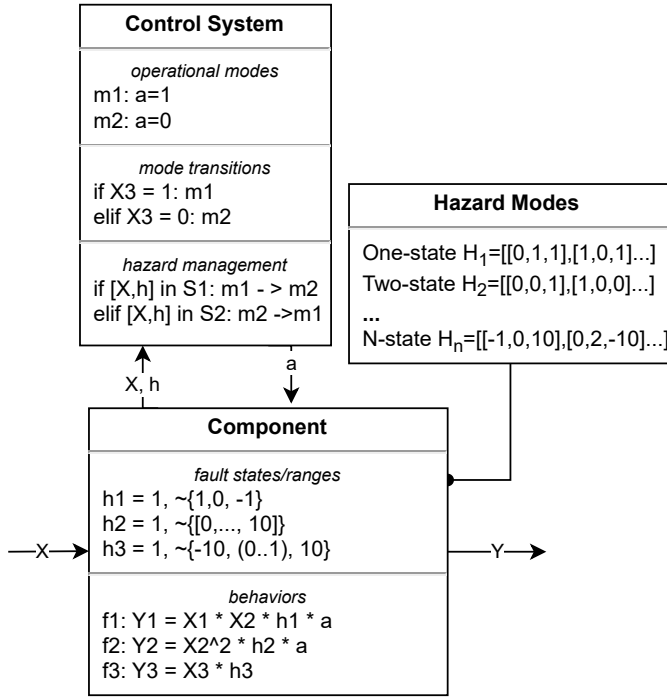 Control System
operational modes
m1: a=1
m2: a=0
mode transitions
if X3 = 1: m1
elif X3 = 0: m2
hazard management
if [X,h] in S1: m1 - > m2
elif [X,h] in S2: m2 ->m1
Hazard Modes
One-state H1=[[0,1,1],[1,0,1]...]
Two-state H2=[[0,0,1],[1,0,0]...]
...
N-state Hn=[[-1,0,10],[0,2,-10]...]
X, h
a
Component
fault states/ranges
h1 = 1, ~{1,0, -1}
h2 = 1, ~{[0,..., 10]}
h3 = 1, ~{-10, (0..1), 10}
X
Y
behaviors
f1: Y1 = X1 * X2 * h1 * a
f2: Y2 = X2^2 * h2 * a
f3: Y3 = X3 * h3